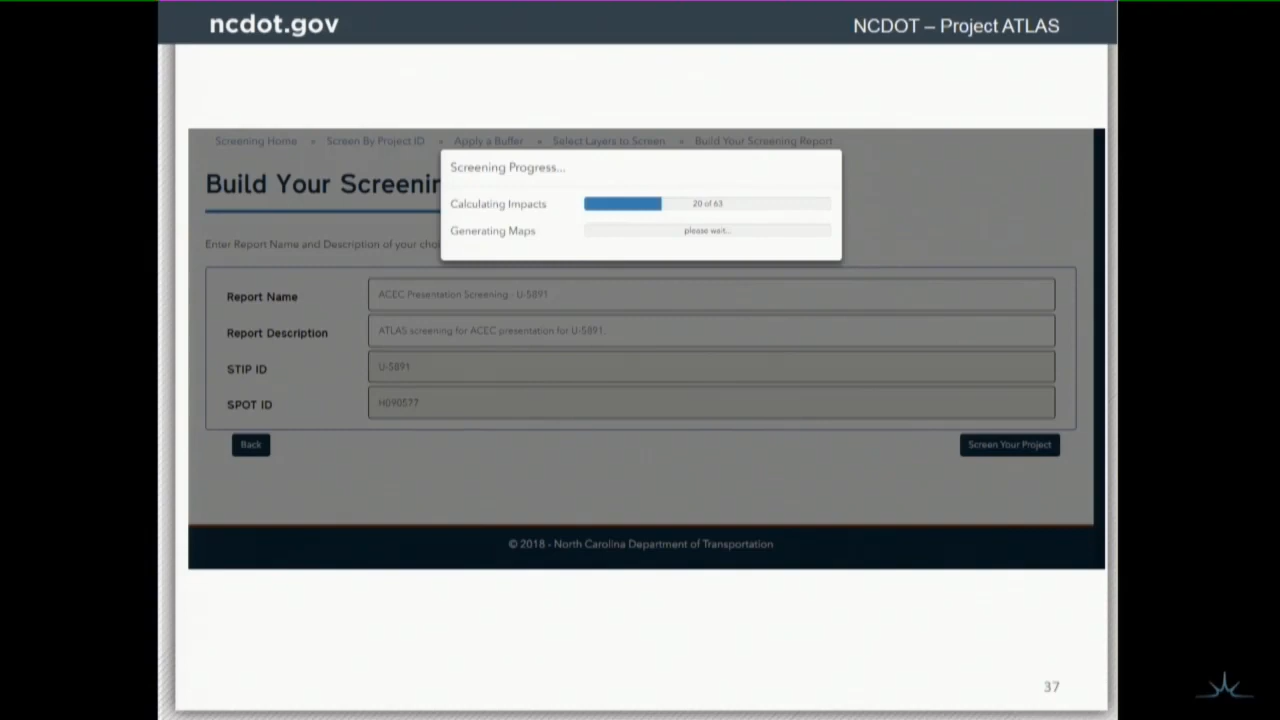 ncdot.gov
NCDOT – Project ATLAS
Screening Home » Screen By Project ID » Apply a Buffer » Select Layers to Screen » Build Your Screening Report
Screening Progress...
Build Your Screenin
Calculating Impacts 20 of 63
Generating Maps please wait...
Enter Report Name and Description of your choi
Report Name ACEC Presentation Screening - U-5891
Report Description ATLAS screening for ACEC presentation for U-5891.
STIP ID U-5891
SPOT ID H090577
Back Screen Your Project
© 2018 - North Carolina Department of Transportation
37